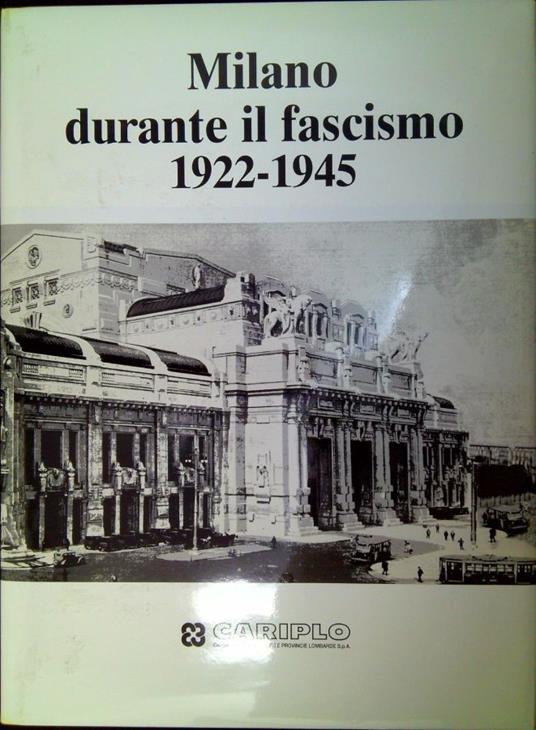 Milano
durante il fascismo
1922-1945
CARIPLO
E PROVINCIE LOMBARDE S.p.A.